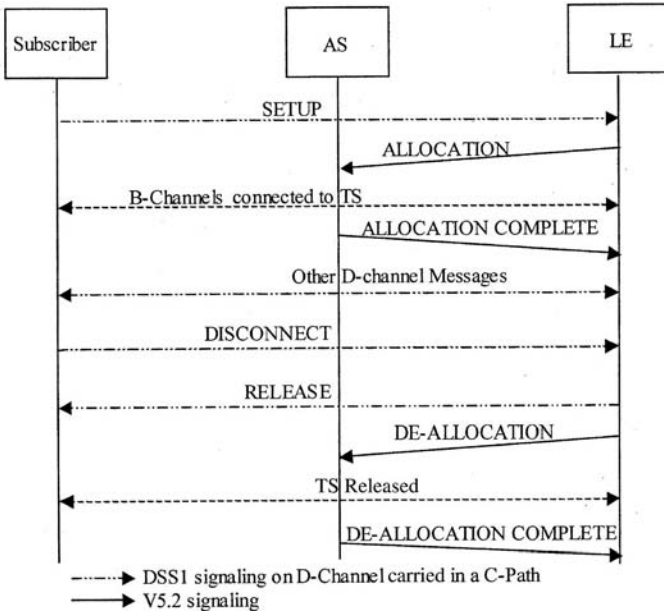 Subscriber AS LE
SETUP
ALLOCATION
B-Channels connected to TS
ALLOCATION COMPLETE
Other D-channel Messages
DISCONNECT
RELEASE
DE-ALLOCATION
TS Released
DE-ALLOCATION COMPLETE
DSS1 signaling on D-Channel carried in a C-Path
V5.2 signaling